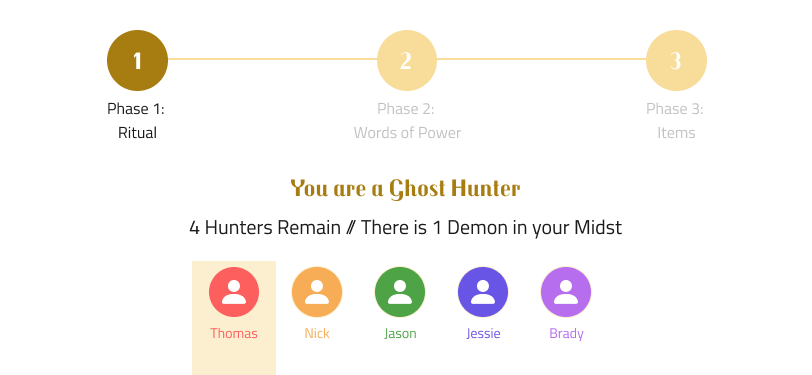 1 2 3
Phase 1: Phase 2: Phase 3:
Ritual Words of Power Items
You are a Ghost Hunter
4 Hunters Remain // There is 1 Demon in your Midst
Thomas Nick Jason Jessie Brady